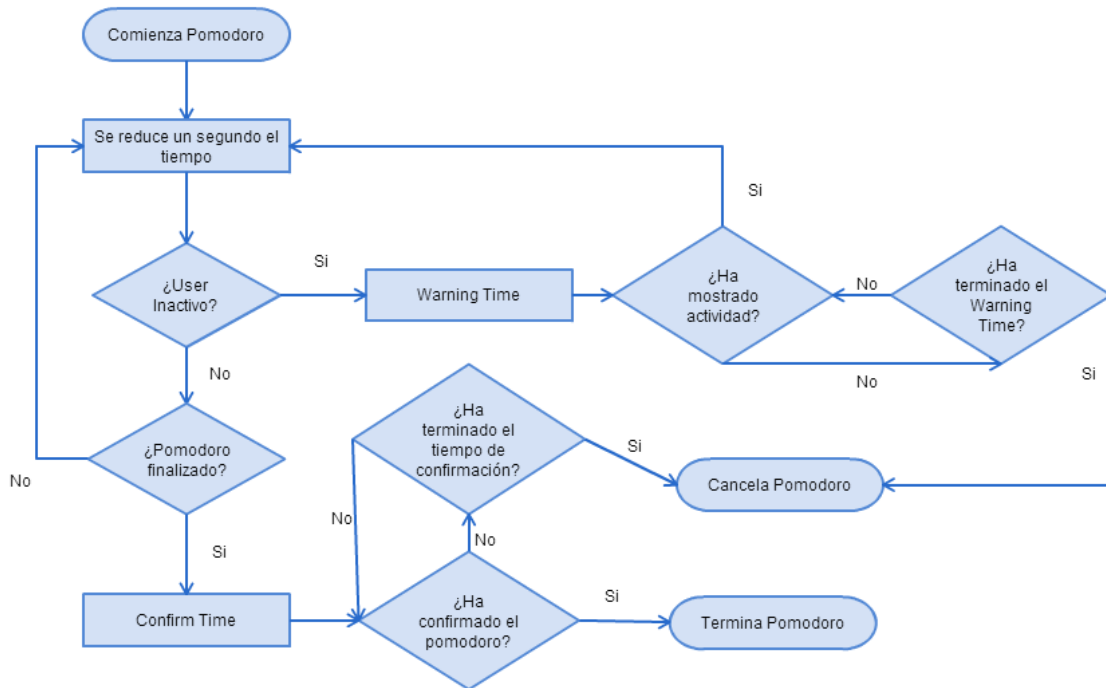 Comienza Pomodoro
Se reduce un segundo el
tiempo
Si
¿User
Inactivo?
Si
Warning Time
¿Ha
mostrado
actividad?
No
¿Ha
terminado el
Warning
Time?
No
No
Si
¿Ha
terminado el
tiempo de
confirmación?
Si
¿Pomodoro
finalizado?
No
Cancela Pomodoro
No
No
Si
Confirm Time
¿Ha
confirmado el
pomodoro?
Si
Termina Pomodoro